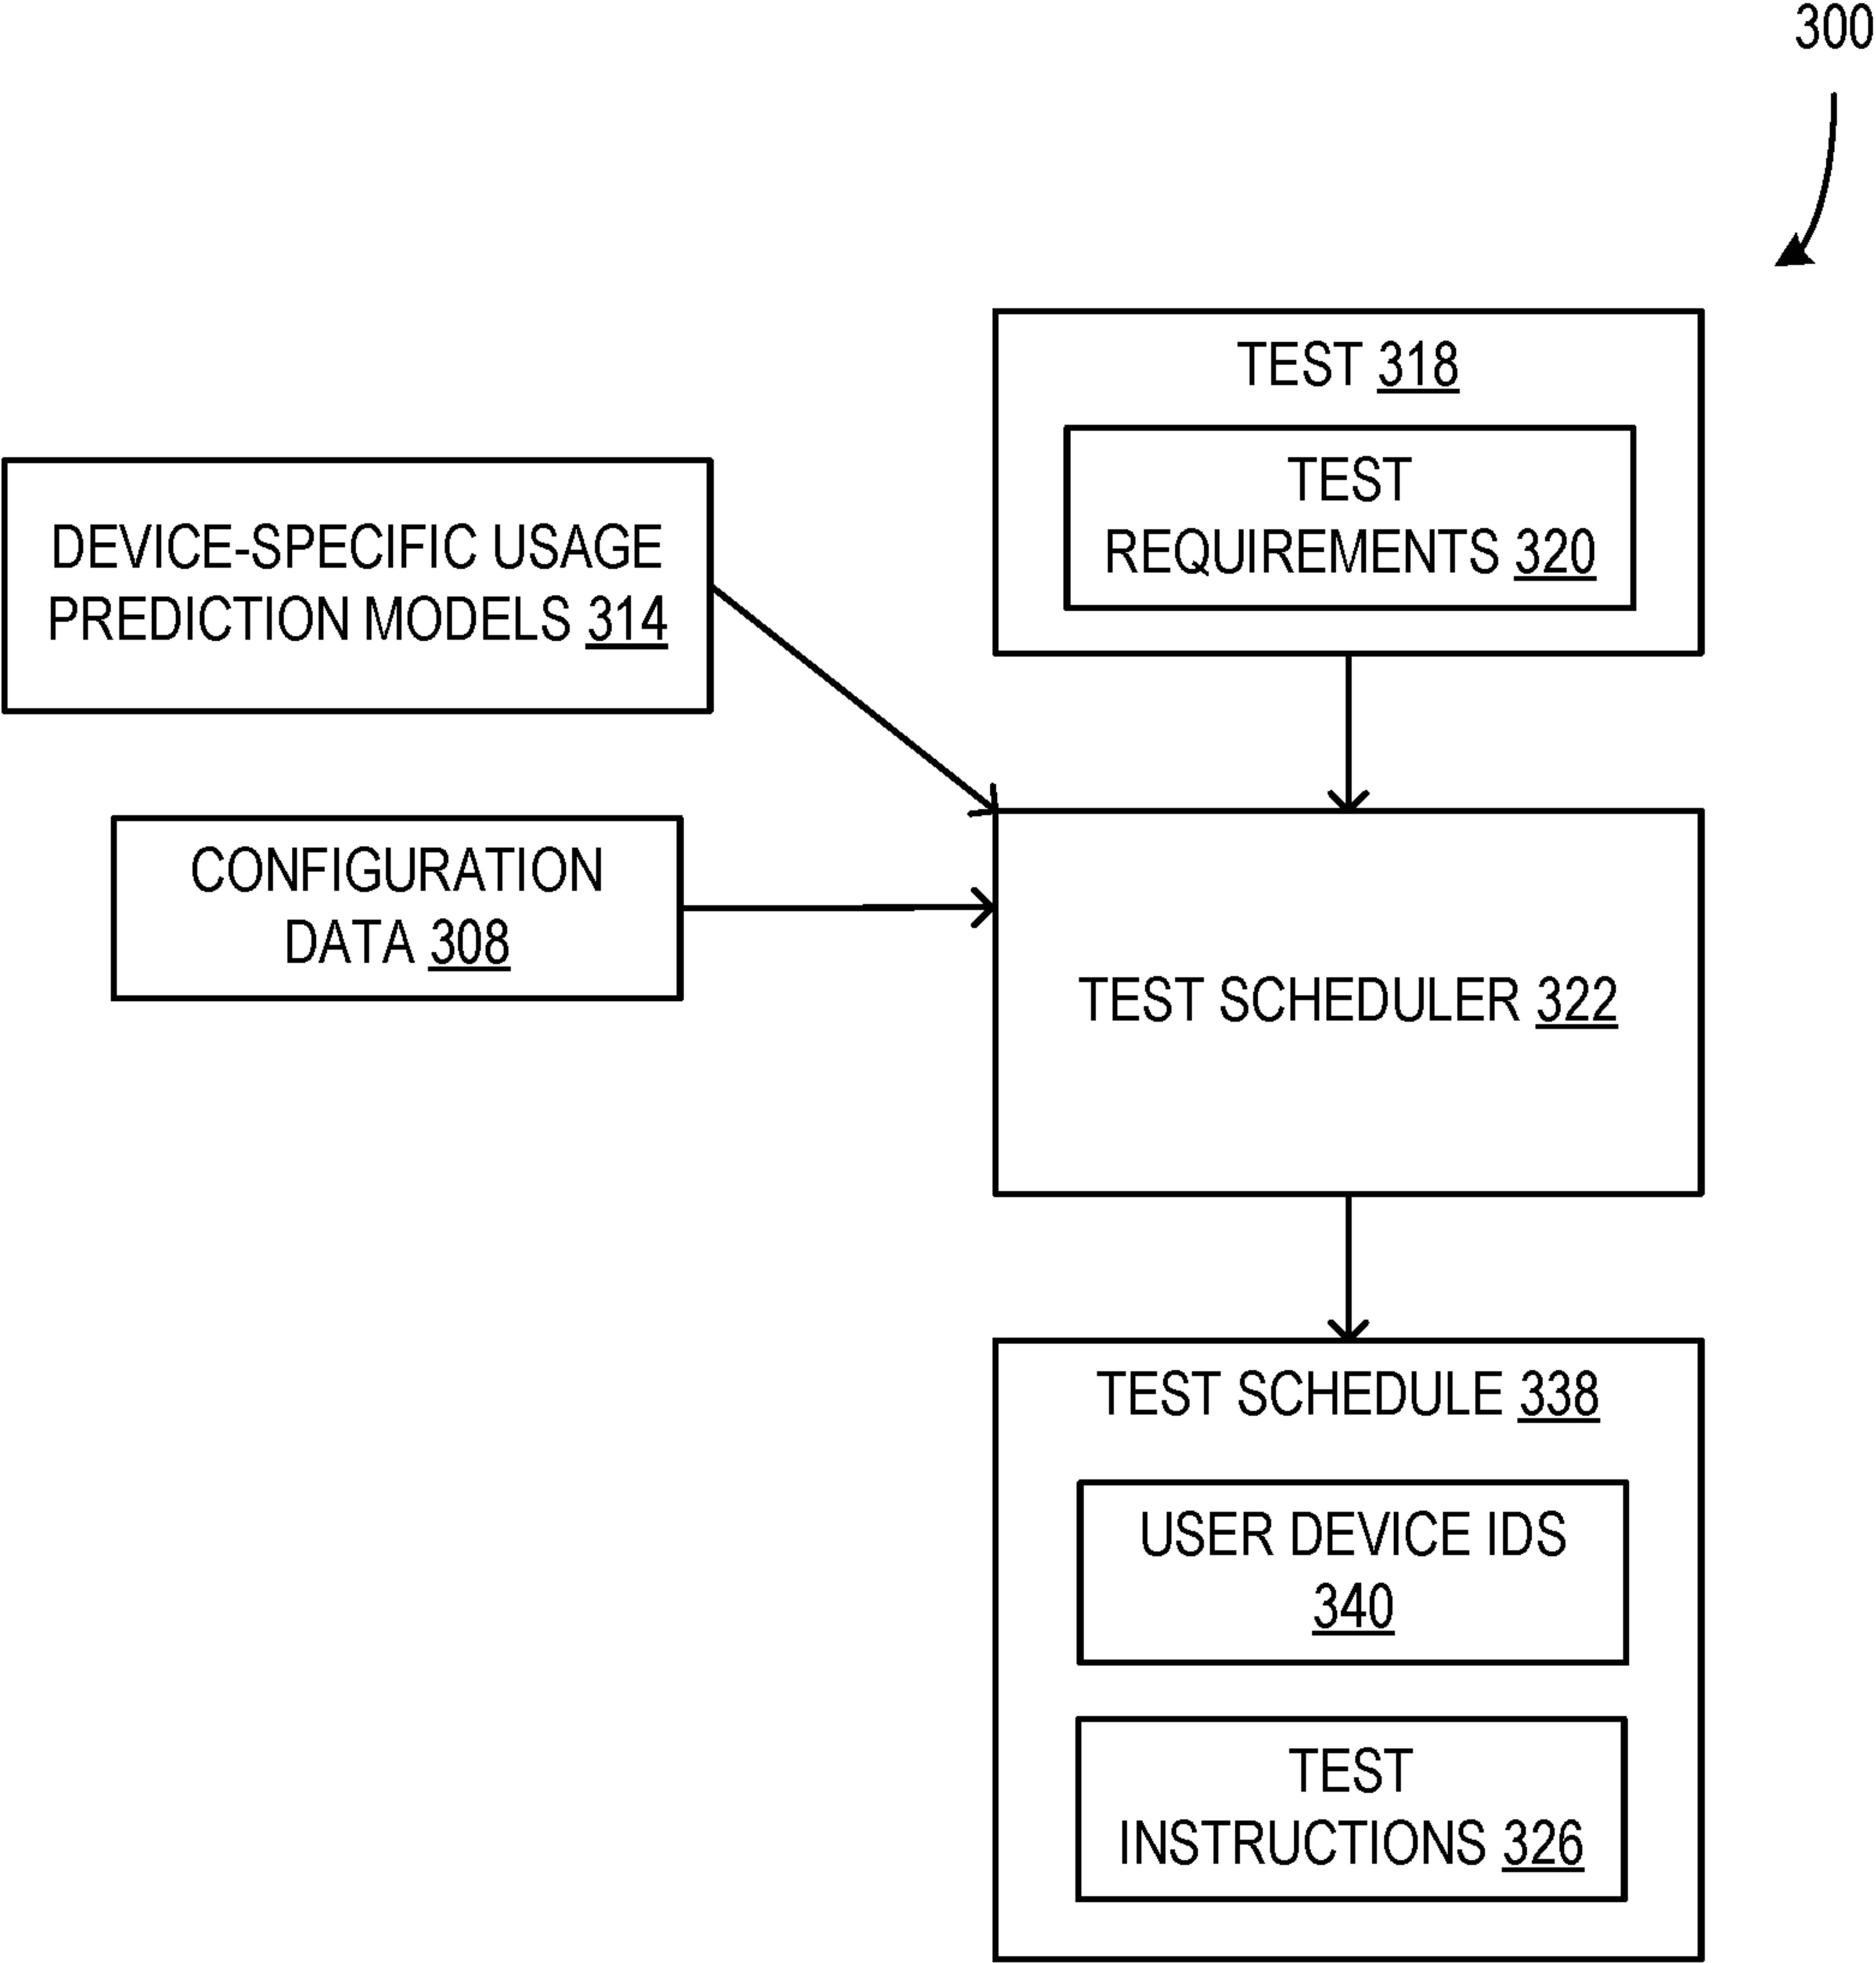 300
TEST 318
TEST
REQUIREMENTS 320
DEVICE-SPECIFIC USAGE
PREDICTION MODELS 314
CONFIGURATION
DATA 308
TEST SCHEDULER 322
TEST SCHEDULE 338
USER DEVICE IDS
340
TEST
INSTRUCTIONS 326